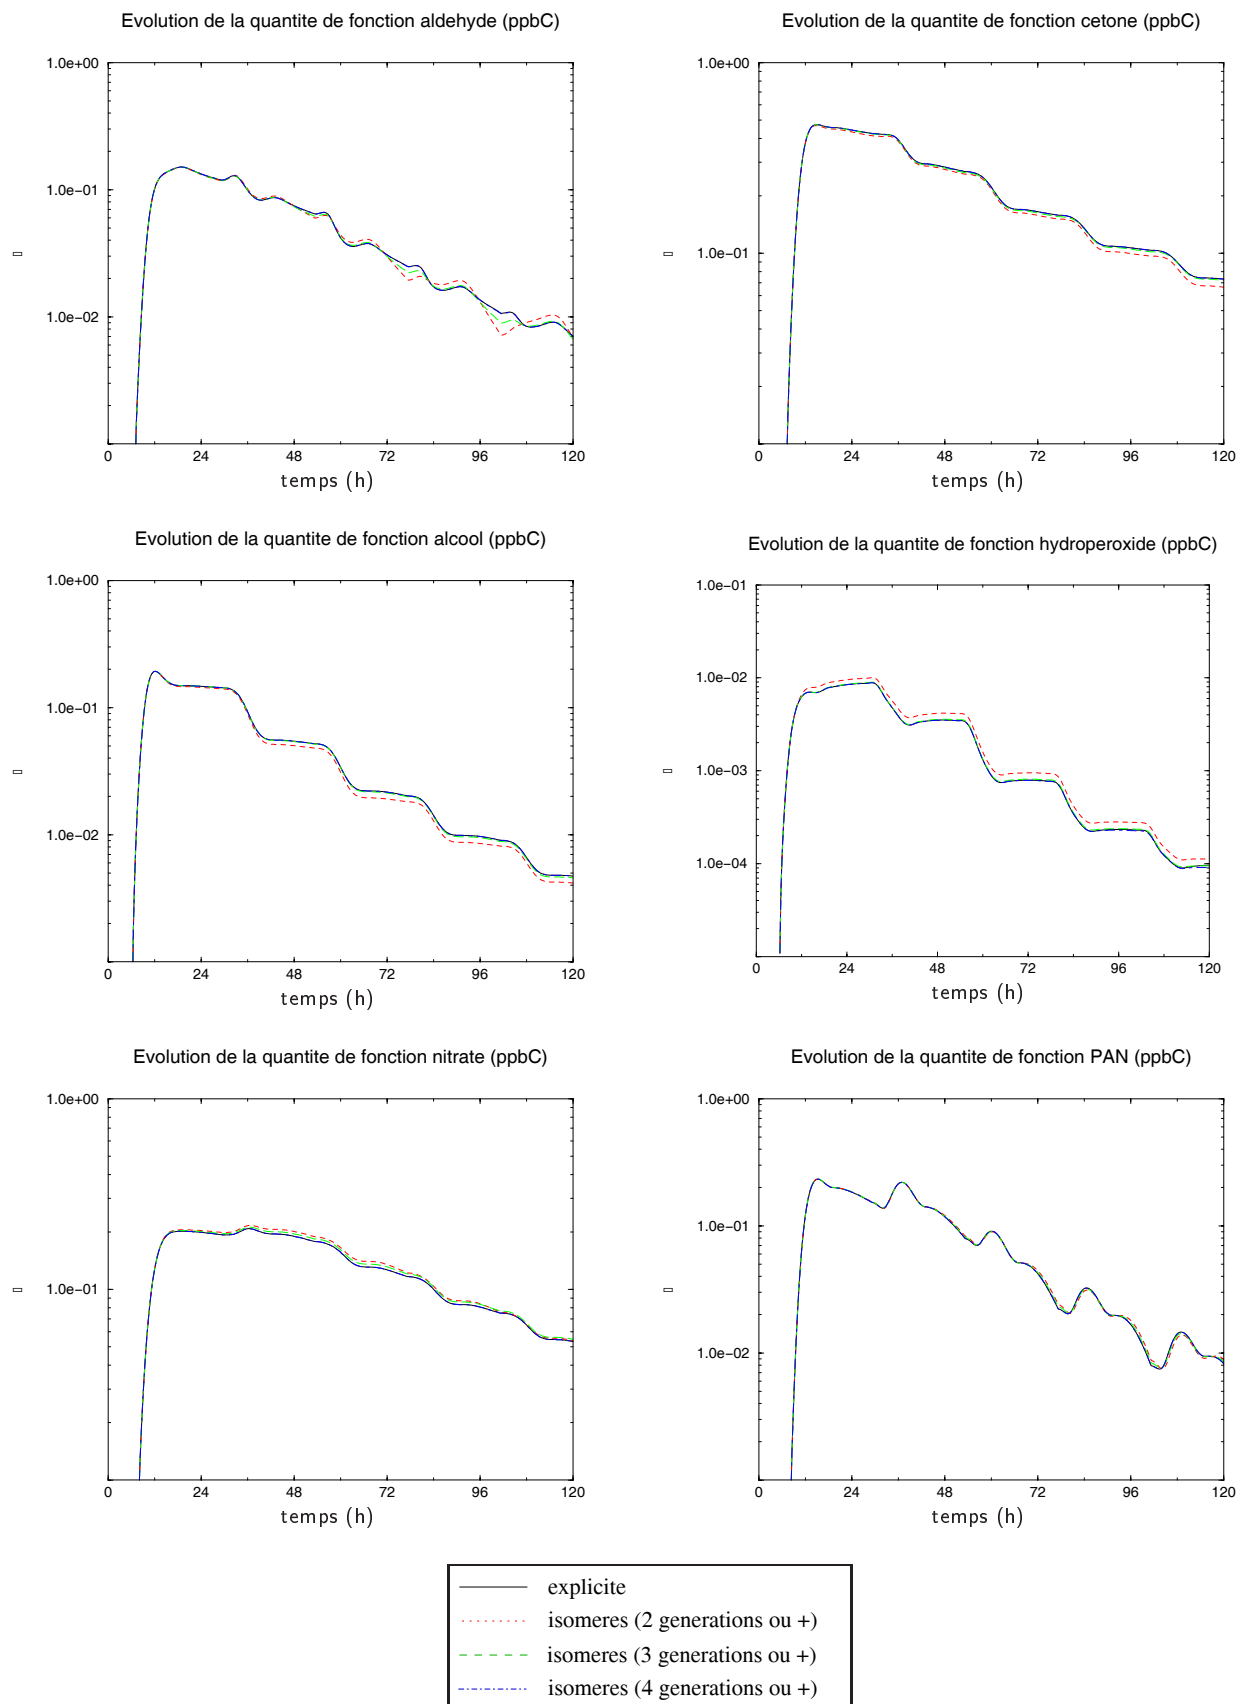 Evolution de la quantite de fonction aldehyde (ppbC)
1.0e+00
1.0e−01
1.0e−02
0 24 48 72 96 120
temps (h)
Evolution de la quantite de fonction cetone (ppbC)
1.0e+00
1.0e−01
0 24 48 72 96 120
temps (h)
Evolution de la quantite de fonction alcool (ppbC)
1.0e+00
1.0e−01
1.0e−02
0 24 48 72 96 120
temps (h)
Evolution de la quantite de fonction hydroperoxide (ppbC)
1.0e−01
1.0e−02
1.0e−03
1.0e−04
0 24 48 72 96 120
temps (h)
Evolution de la quantite de fonction nitrate (ppbC)
1.0e+00
1.0e−01
0 24 48 72 96 120
temps (h)
Evolution de la quantite de fonction PAN (ppbC)
1.0e+00
1.0e−01
1.0e−02
0 24 48 72 96 120
temps (h)
explicite
isomeres (2 generations ou +)
isomeres (3 generations ou +)
isomeres (4 generations ou +)